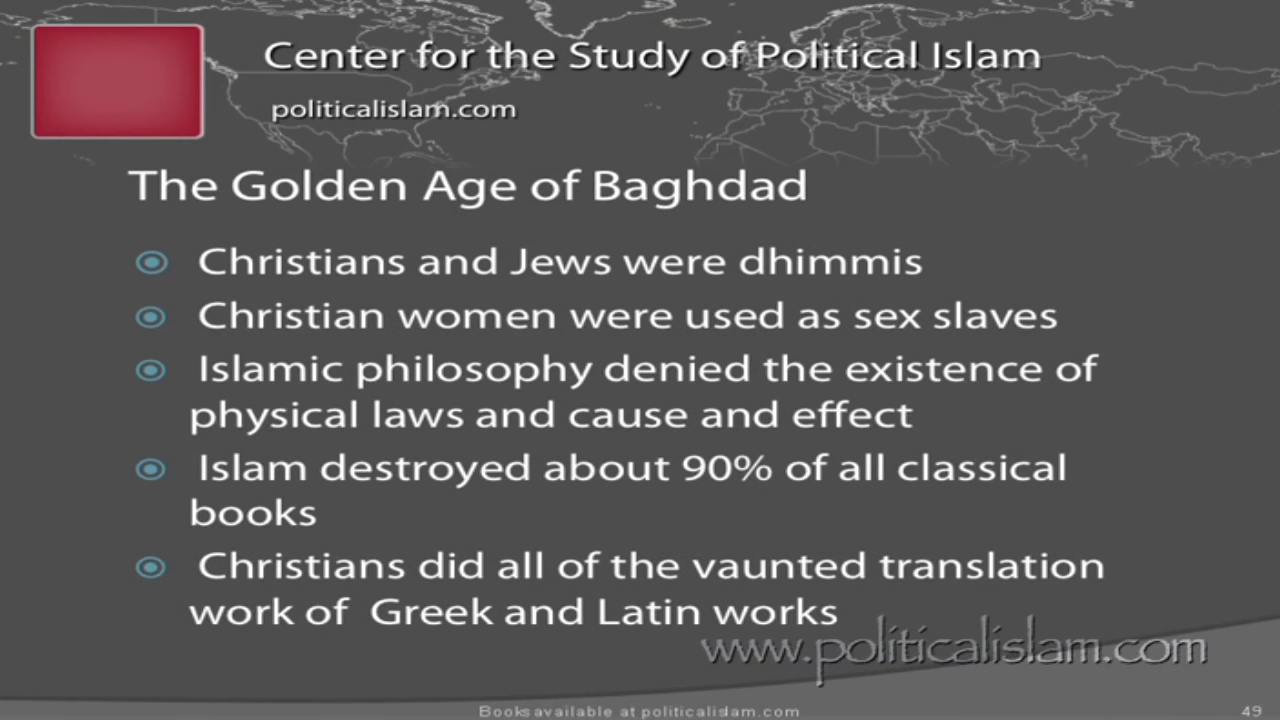 Center for the Study of Political Islam
politicalislam.com
The Golden Age of Baghdad
Christians and Jews were dhimmis
Christian women were used as sex slaves
Islamic philosophy denied the existence of
physical laws and cause and effect
Islam destroyed about 90% of all classical
books
Christians did all of the vaunted translation
work of Greek and Latin works
www.politicalislam.com
Books available at politicalislam.com
49